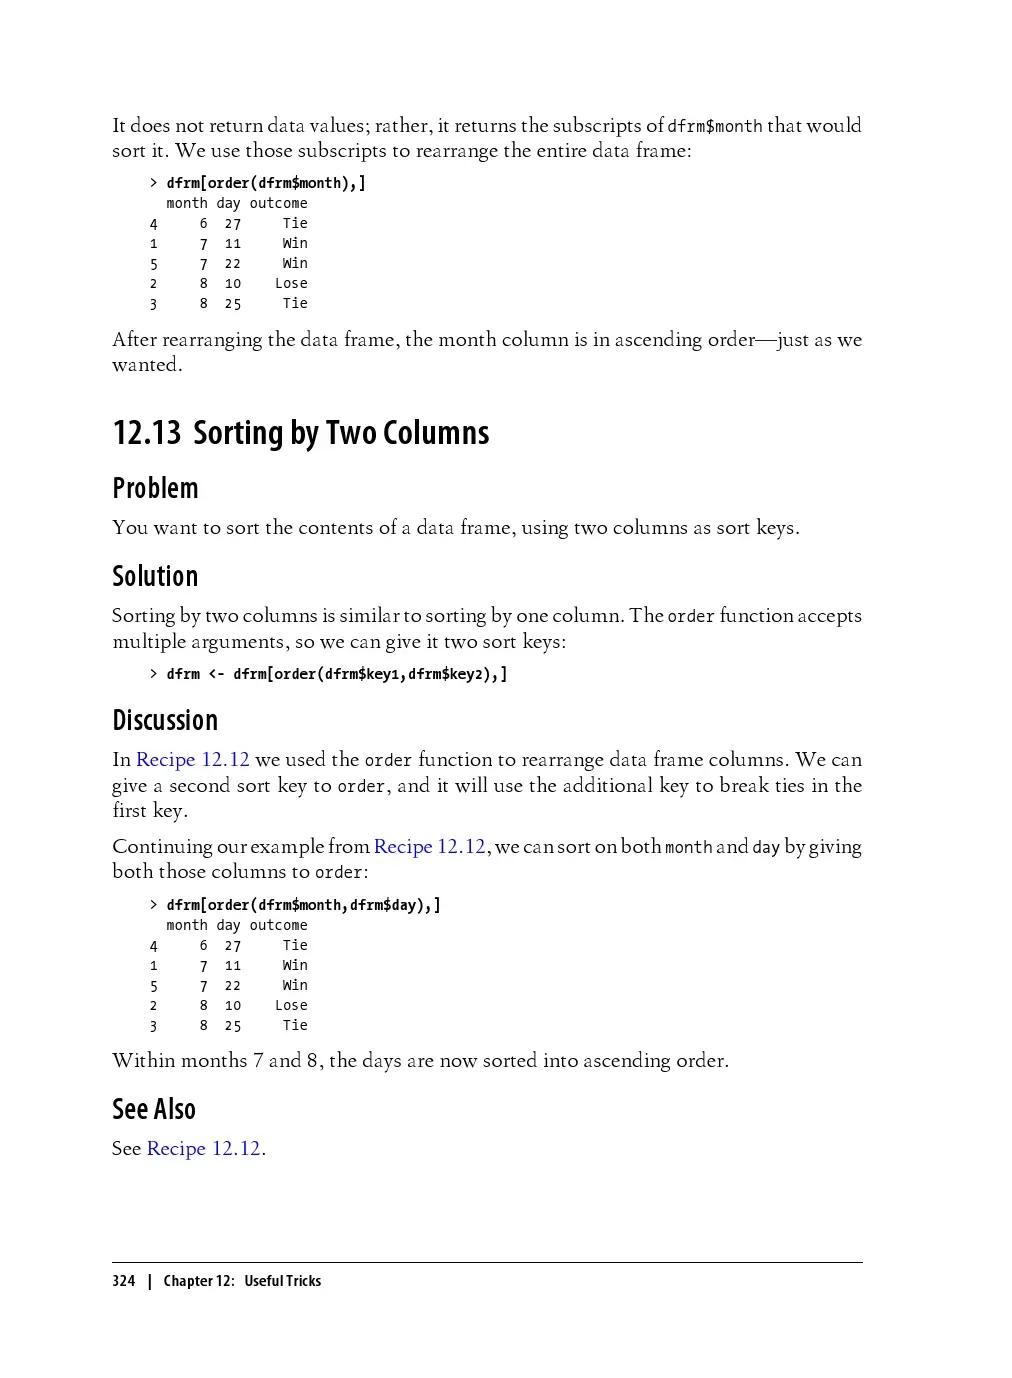 It does not return data values; rather, it returns the subscripts of dfrm$month that would
sort it. We use those subscripts to rearrange the entire data frame:
> dfrm[order(dfrm$month),]
  month day outcome
4     6  27     Tie
1     7  11     Win
5     7  22     Win
2     8  10    Lose
3     8  25     Tie
After rearranging the data frame, the month column is in ascending order—just as we
wanted.
12.13 Sorting by Two Columns
Problem
You want to sort the contents of a data frame, using two columns as sort keys.
Solution
Sorting by two columns is similar to sorting by one column. The order function accepts
multiple arguments, so we can give it two sort keys:
> dfrm <- dfrm[order(dfrm$key1,dfrm$key2),]
Discussion
In Recipe 12.12 we used the order function to rearrange data frame columns. We can
give a second sort key to order, and it will use the additional key to break ties in the
first key.
Continuing our example from Recipe 12.12, we can sort on both month and day by giving
both those columns to order:
> dfrm[order(dfrm$month,dfrm$day),]
  month day outcome
4     6  27     Tie
1     7  11     Win
5     7  22     Win
2     8  10    Lose
3     8  25     Tie
Within months 7 and 8, the days are now sorted into ascending order.
See Also
See Recipe 12.12.
324 | Chapter 12: Useful Tricks